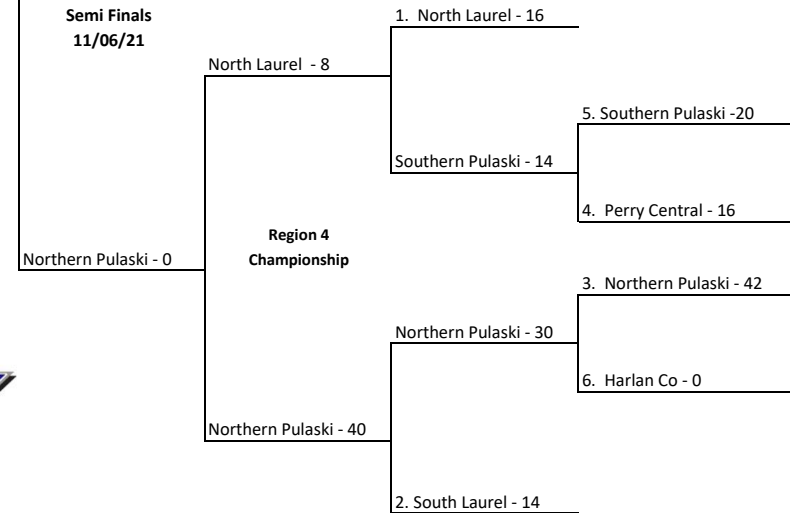 Semi Finals
11/06/21
1.  North Laurel - 16
North Laurel  - 8
5. Southern Pulaski -20
Southern Pulaski - 14
4.  Perry Central - 16
Region 4
Championship
Northern Pulaski - 0
3.  Northern Pulaski - 42
Northern Pulaski - 30
6.  Harlan Co - 0
Northern Pulaski - 40
2. South Laurel - 14